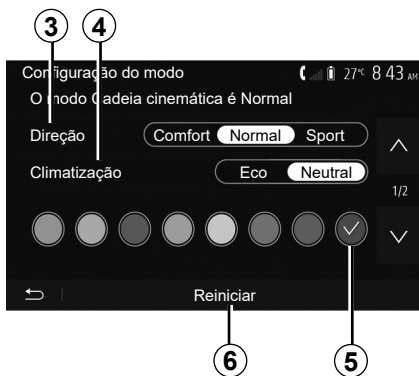 3 4
Configuração do modo 27°C 8 43 AM
O modo Cadeia cinemática é Normal
Direção Comfort Normal Sport
Climatização Eco Neutral
1/2
Reiniciar
6 5